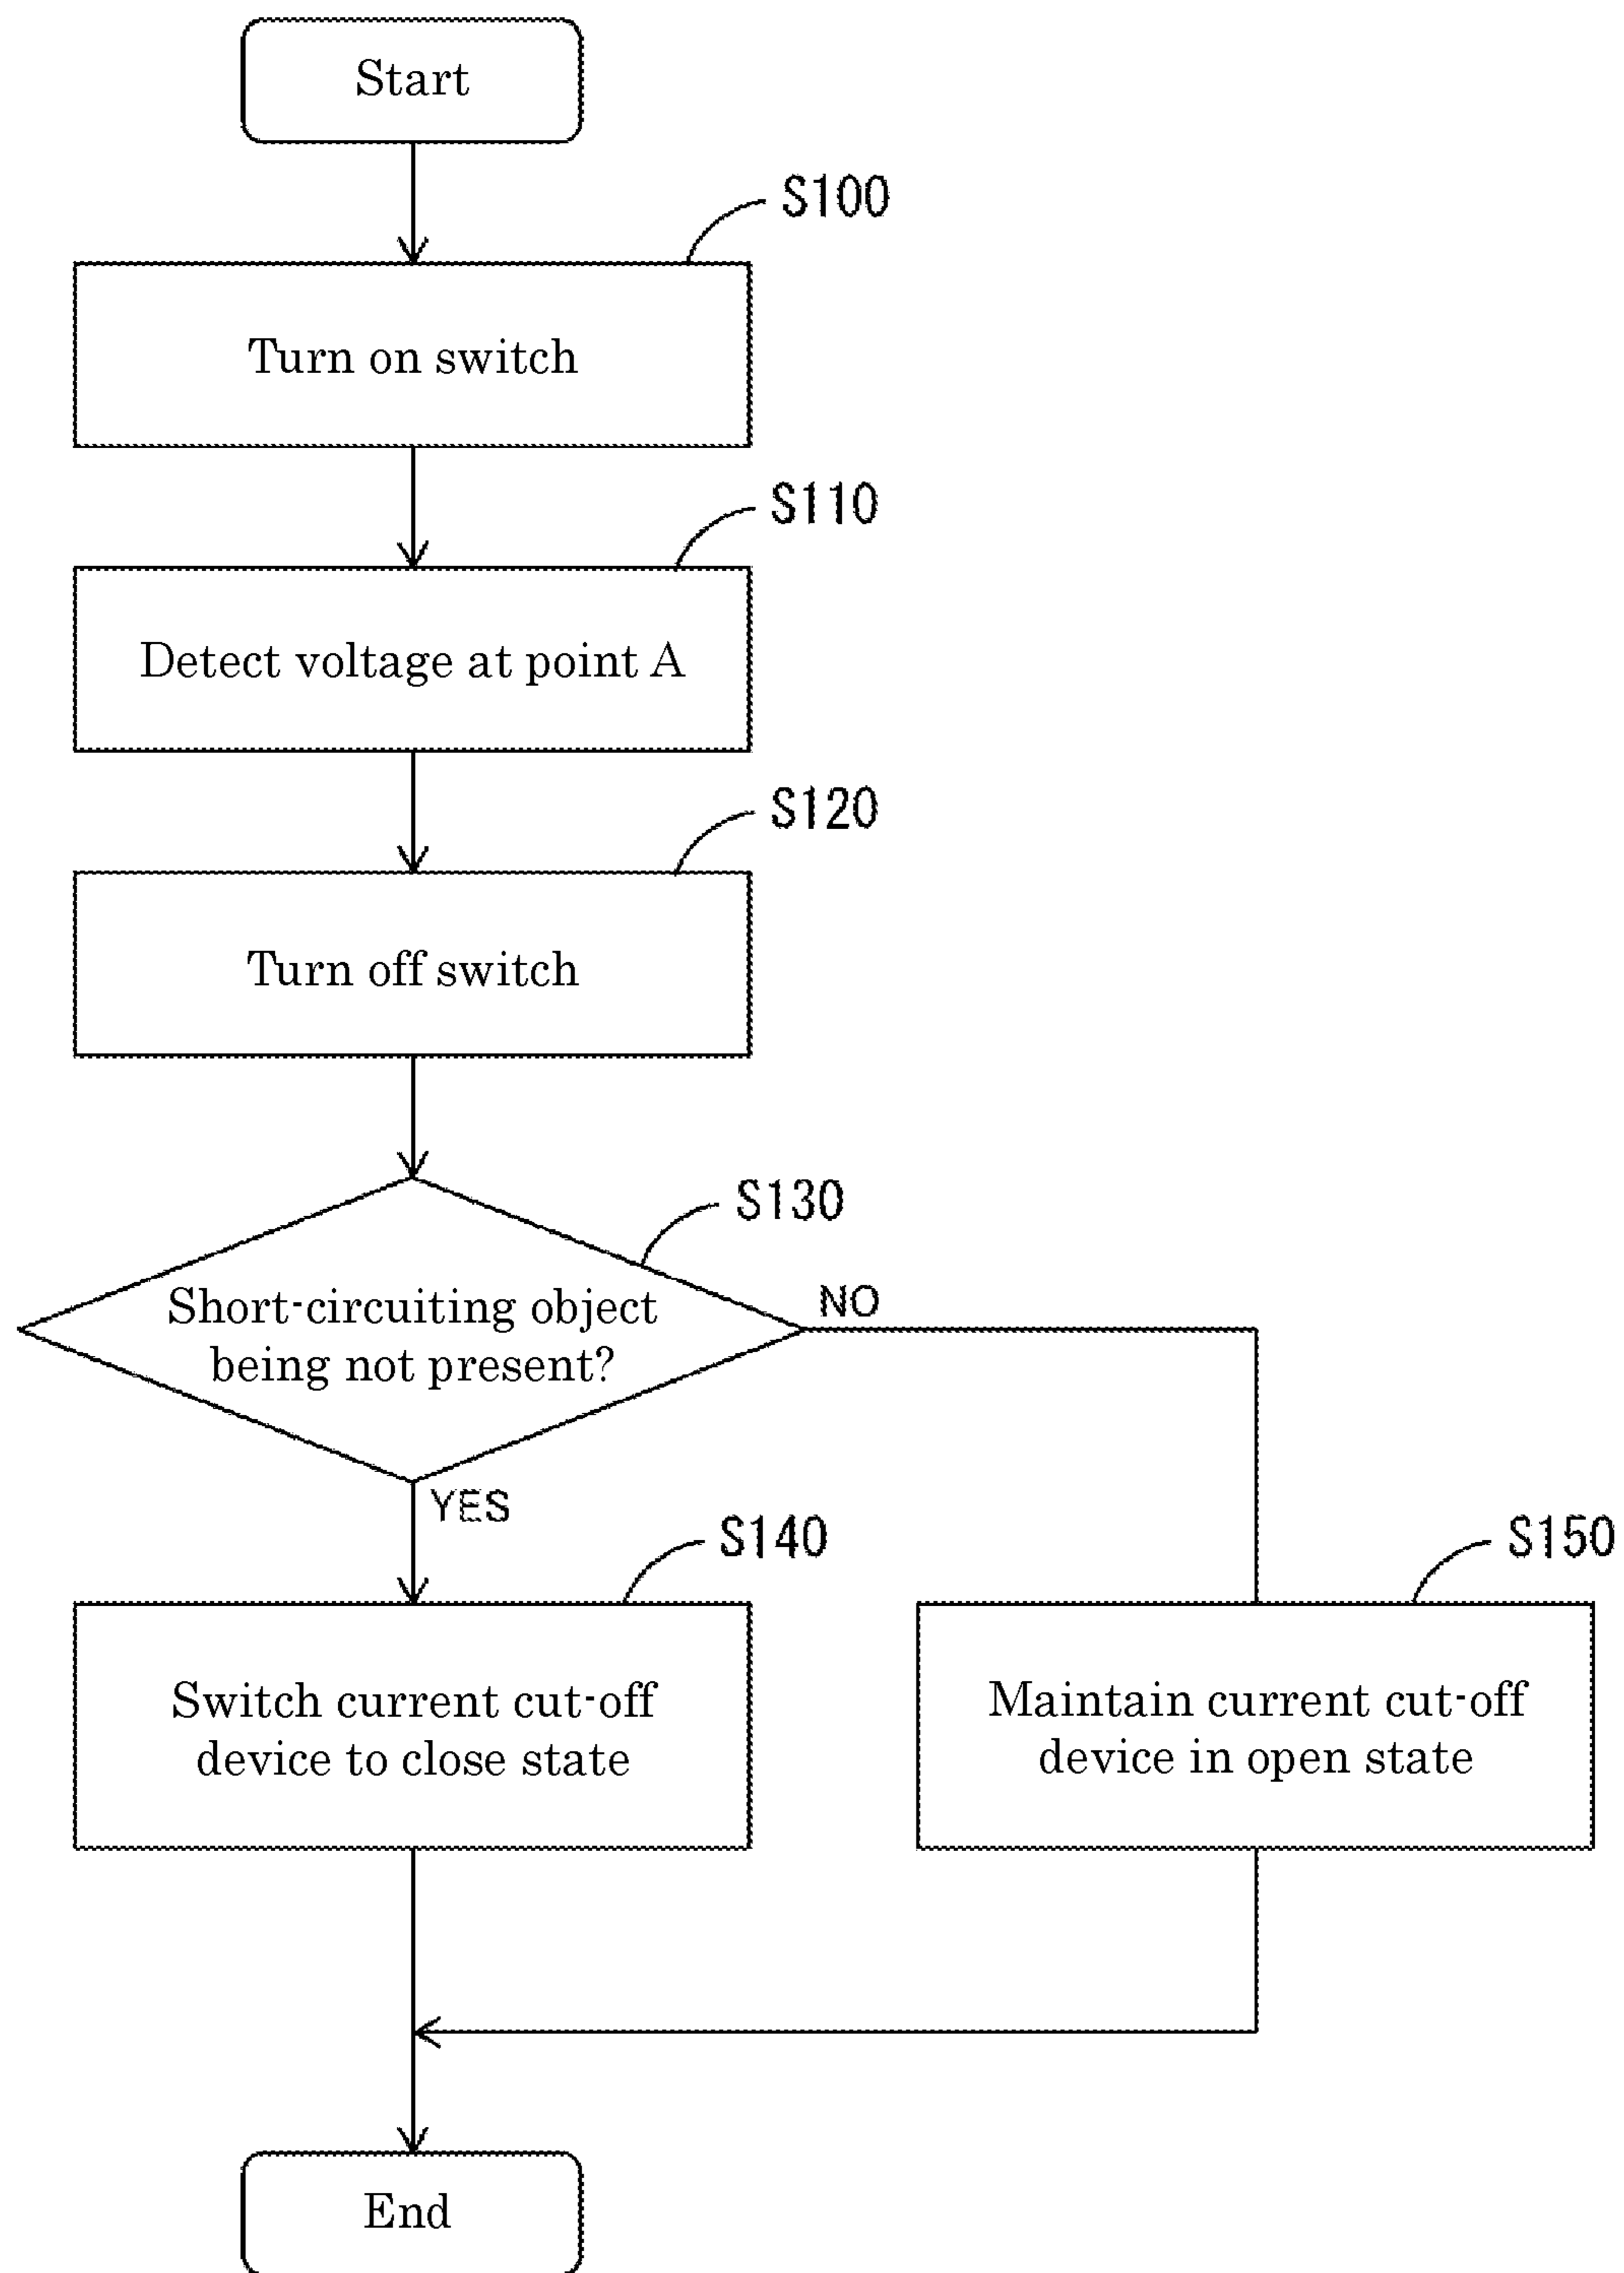 Start
S100
Turn on switch
S110
Detect voltage at point A
S120
Turn off switch
S130
Short-circuiting object
being not present?
NO
YES
S140
S150
Switch current cut-off
device to close state
Maintain current cut-off
device in open state
End